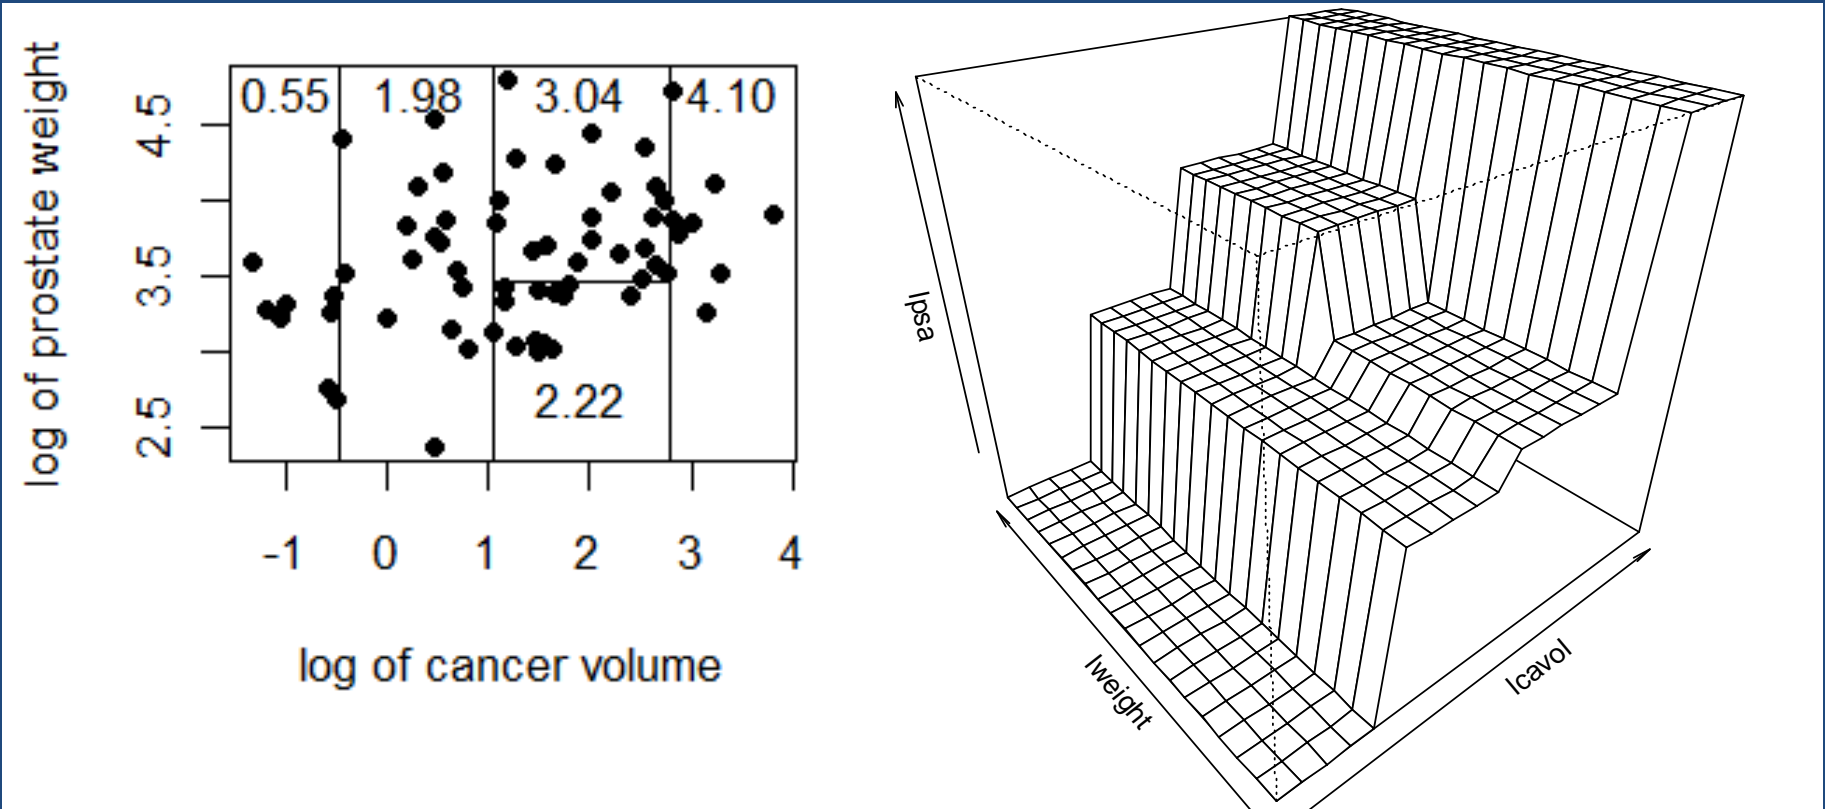 0.55 1.98 3.04 4.10
2.22
log of prostate weight
2.5 3.5 4.5
-1 0 1 2 3 4
log of cancer volume
lpsa
lweight
lcavol